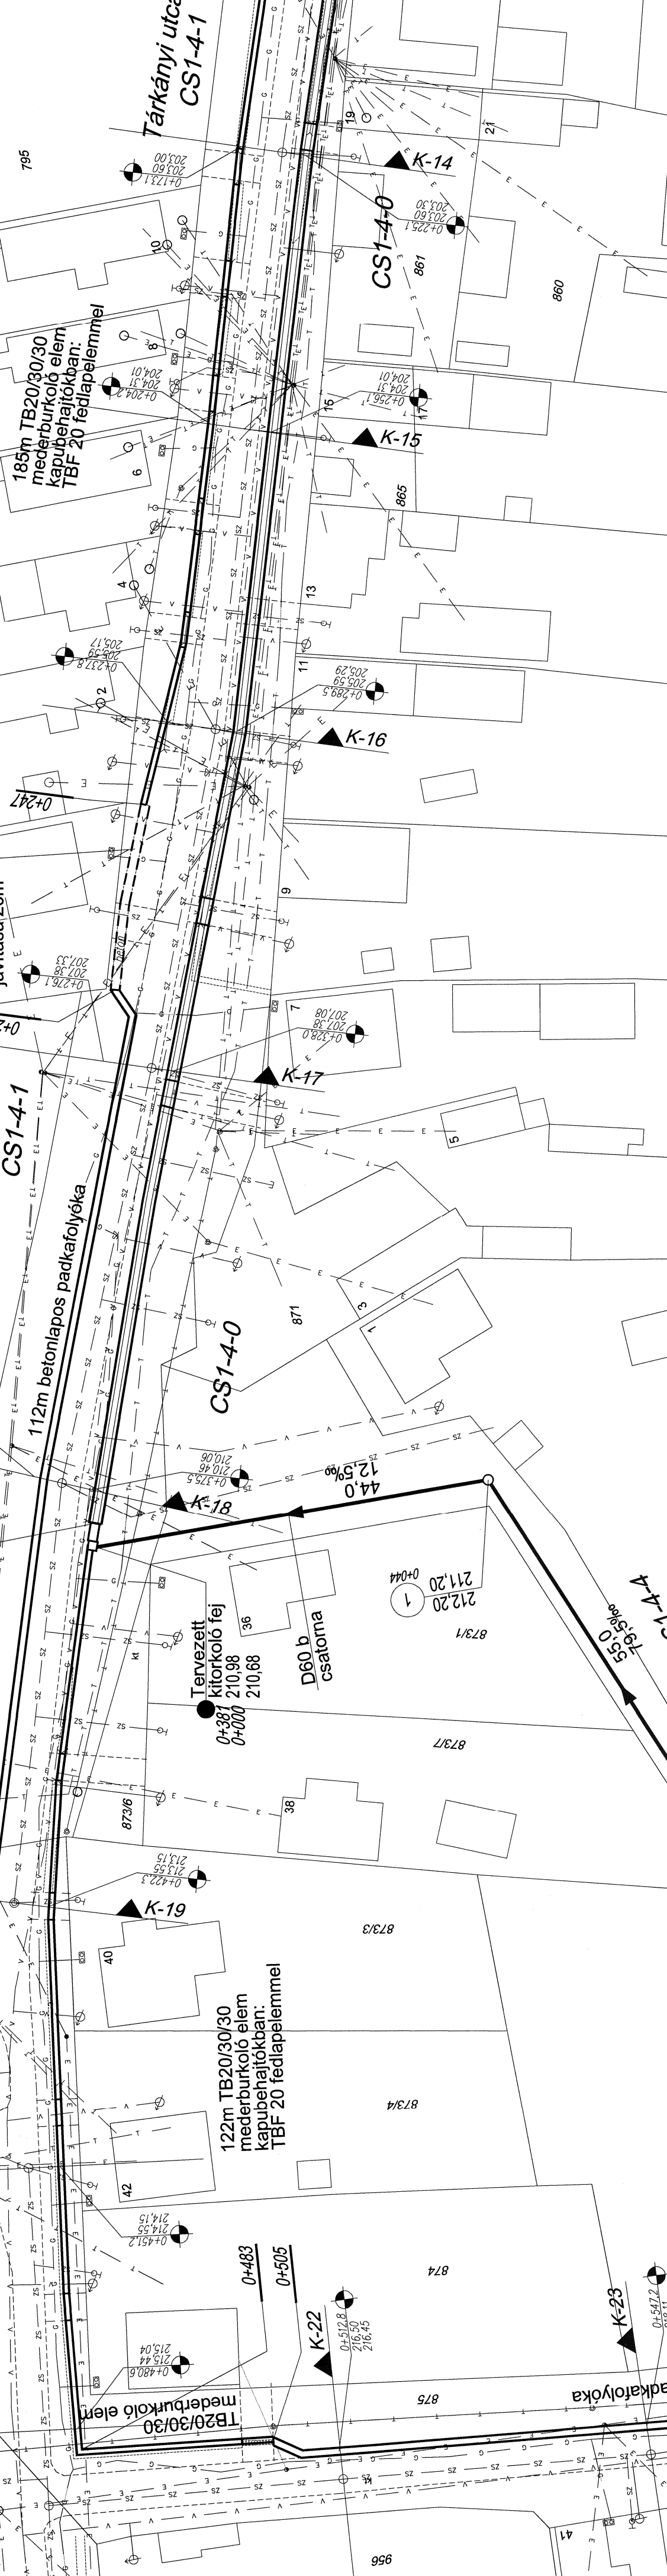 Tárkányi utca
CS1-4-1
795
0+173.1
203,60
203,00
19
21
K-14
10
CS1-4-0
203,30
203,60
0+225.1
861
860
185m TB20/30/30
mederburkoló elem
kapubehajtókban:
TBF 20 fedlapelemmel
8
204,01
204,31
0+204.2
204,01
204,31
0+256.1
15
17
K-15
6
865
4
13
205,17
205,59
0+237.8
11
205,29
205,59
0+289.5
2
K-16
0+247
9
207,33
207,38
0+276.1
beton
7
207,08
207,38
0+328.0
K-17
CS1-4-1
5
112m betonlapos padkafolyóka
871
3
1
CS1-4-0
210,06
210,46
0+375.5
K-18
12,5‰
44,0
1
0+044
211,20
212,20
36
Tervezett
kitorkoló fej
0+381 210,98
0+000 210,68
D60 b
csatorna
kt
873/1
55,0
79,5‰
873/7
873/6
38
213,15
213,55
0+422.3
K-19
40
873/3
122m TB20/30/30
mederburkoló elem
kapubehajtókban:
TBF 20 fedlapelemmel
873/4
42
214,15
214,55
0+451.2
0+483
0+505
874
215,04
215,44
0+480.6
K-22
0+512.8
216,50
216,45
K-23
0+547.2
TB20/30/30
mederburkoló elem
875
adkafolyóka
kt
41
956